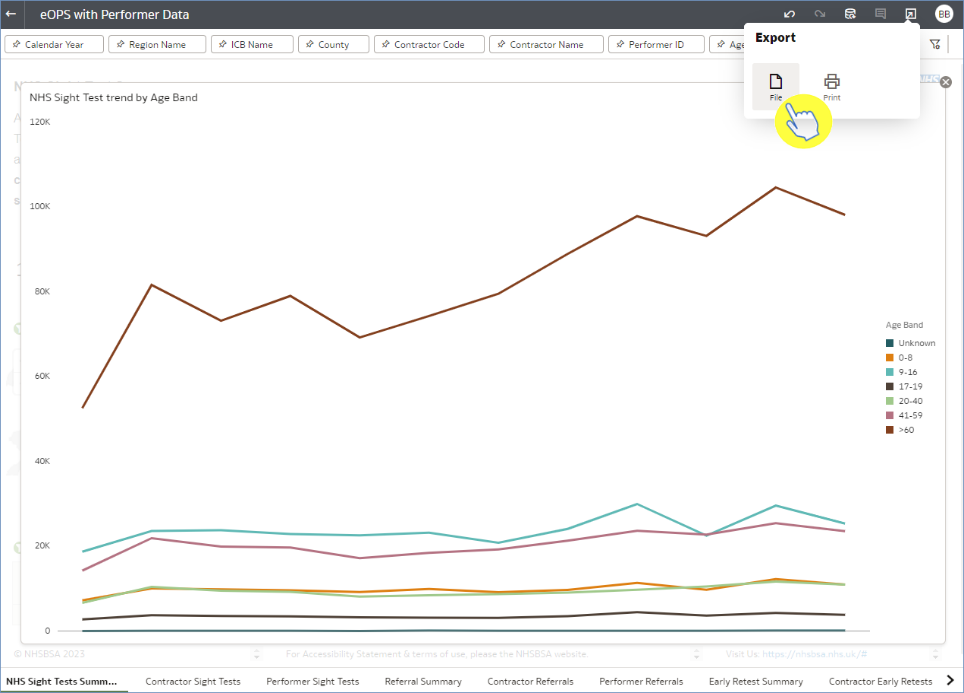 eOPS with Performer Data
BB
Calendar Year
Region Name
ICB Name
County
Contractor Code
Contractor Name
Performer ID
Age
Export
File
Print
NHS Sight Test trend by Age Band
120K
100K
80K
60K
40K
20K
0
Age Band
Unknown
0-8
9-16
17-19
20-40
41-59
>60
© NHSBSA 2023
For Accessibility Statement & terms of use, please the NHSBSA website.
Visit Us: https://nhsbsa.nhs.uk/#
NHS Sight Tests Summ...
Contractor Sight Tests
Performer Sight Tests
Referral Summary
Contractor Referrals
Performer Referrals
Early Retest Summary
Contractor Early Retests